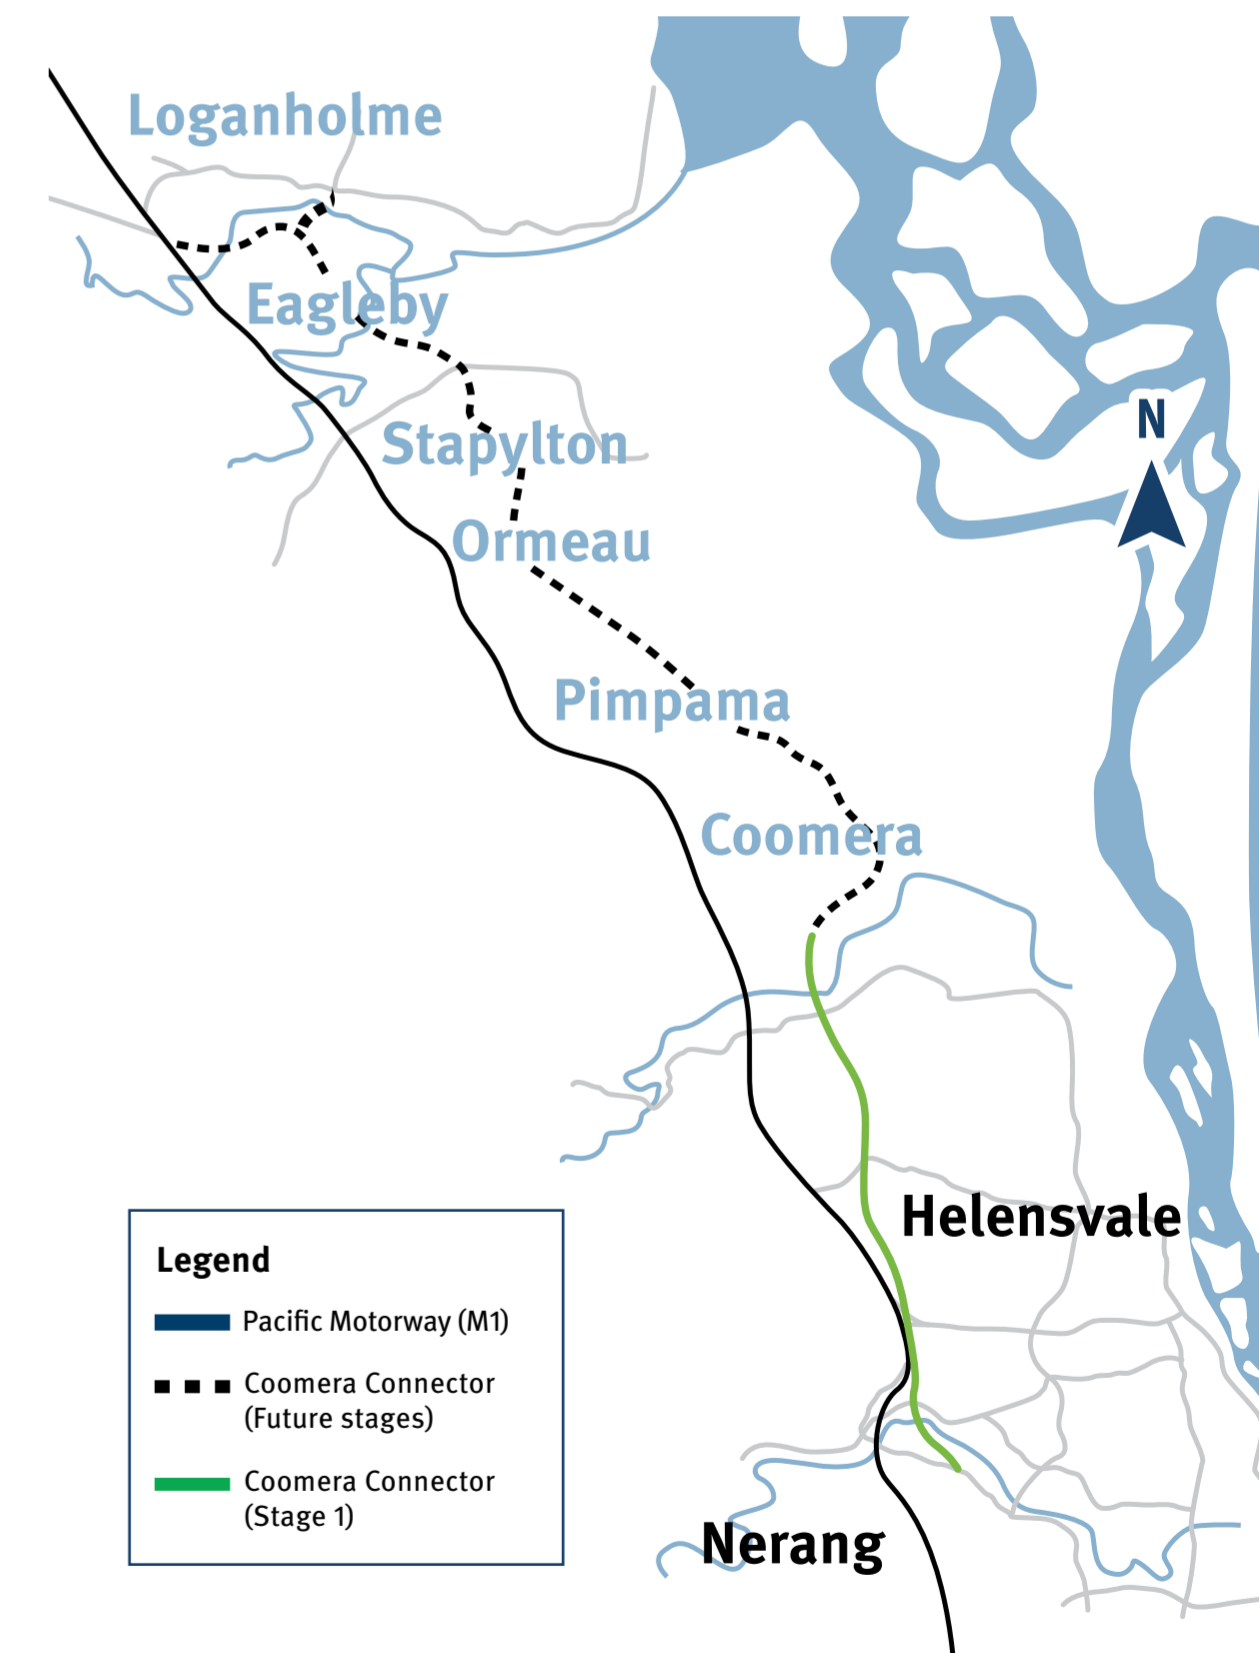 Loganholme
Eagleby
Stapylton
N
Ormeau
Pimpama
Coomera
Helensvale
Nerang
Legend
Pacific Motorway (M1)
Coomera Connector
(Future stages)
Coomera Connector
(Stage 1)